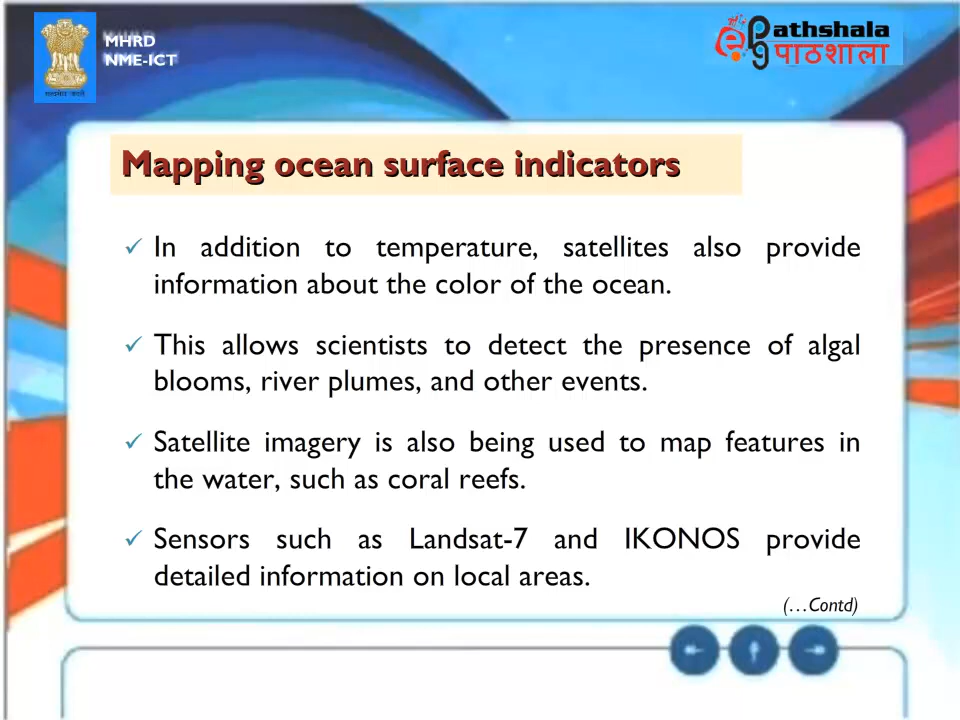 MHRD
NME-ICT
ePathshala
पाठशाला
Mapping ocean surface indicators
In addition to temperature, satellites also provide
information about the color of the ocean.
This allows scientists to detect the presence of algal
blooms, river plumes, and other events.
Satellite imagery is also being used to map features in
the water, such as coral reefs.
Sensors such as Landsat-7 and IKONOS provide
detailed information on local areas.
(…Contd)